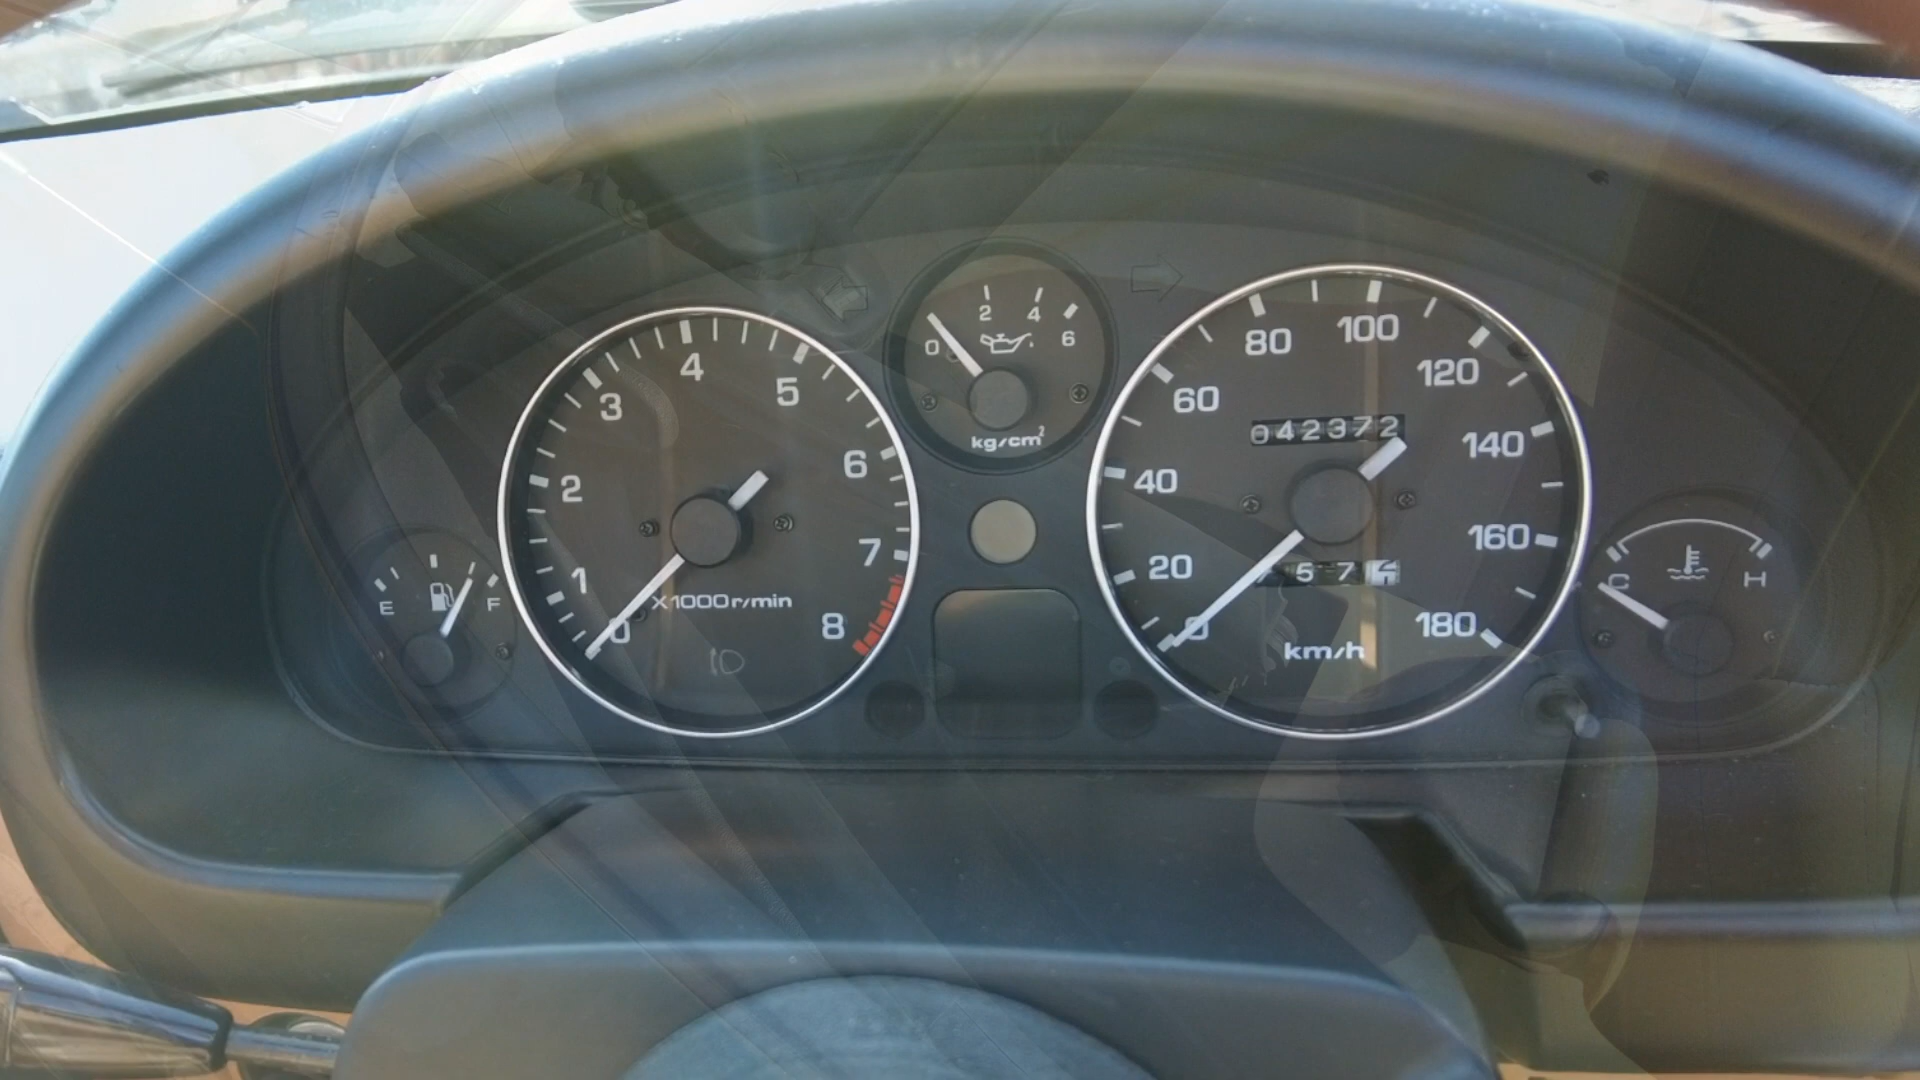 0 2 4 6
kg/cm²
0 1 2 3 4 5 6 7 8
X1000r/min
0 20 40 60 80 100 120 140 160 180
042372
67
km/h
E F
C H